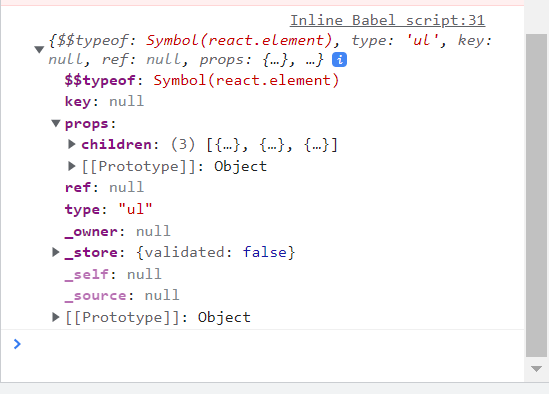 Inline Babel script:31
{$$typeof: Symbol(react.element), type: 'ul', key:
null, ref: null, props: {…}, …} i
$$typeof: Symbol(react.element)
key: null
props:
children: (3) [{…}, {…}, {…}]
[[Prototype]]: Object
ref: null
type: "ul"
_owner: null
_store: {validated: false}
_self: null
_source: null
[[Prototype]]: Object